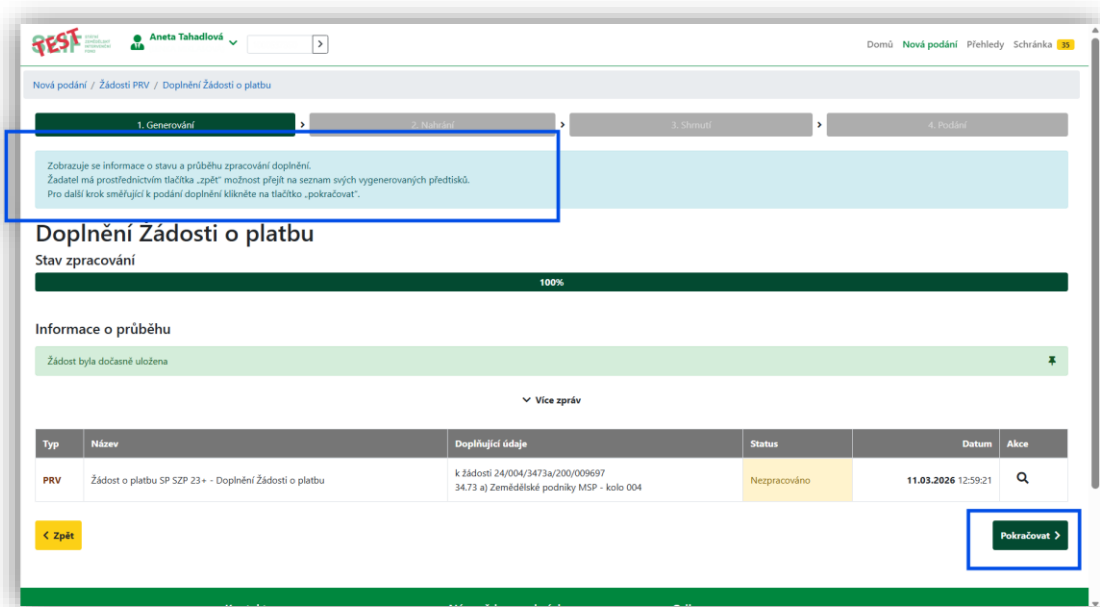 TEST
Aneta Tahadlová
Domů Nová podání Přehledy Schránka 35
Nová podání / Žádosti PRV / Doplnění Žádosti o platbu
1. Generování 2. Nahrání 3. Shrnutí 4. Podání
Zobrazuje se informace o stavu a průběhu zpracování doplnění.
Žadatel má prostřednictvím tlačítka „zpět" možnost přejít na seznam svých vygenerovaných předtisků.
Pro další krok směřující k podání doplnění klikněte na tlačítko „pokračovat".
Doplnění Žádosti o platbu
Stav zpracování
100%
Informace o průběhu
Žádost byla dočasně uložena
Více zpráv
Typ Název Doplňující údaje Status Datum Akce
PRV Žádost o platbu SP SZP 23+ - Doplnění Žádosti o platbu k žádosti 24/004/3473a/200/009697 Nezpracováno 11.03.2026 12:59:21
34.73 a) Zemědělské podniky MSP - kolo 004
Zpět
Pokračovat